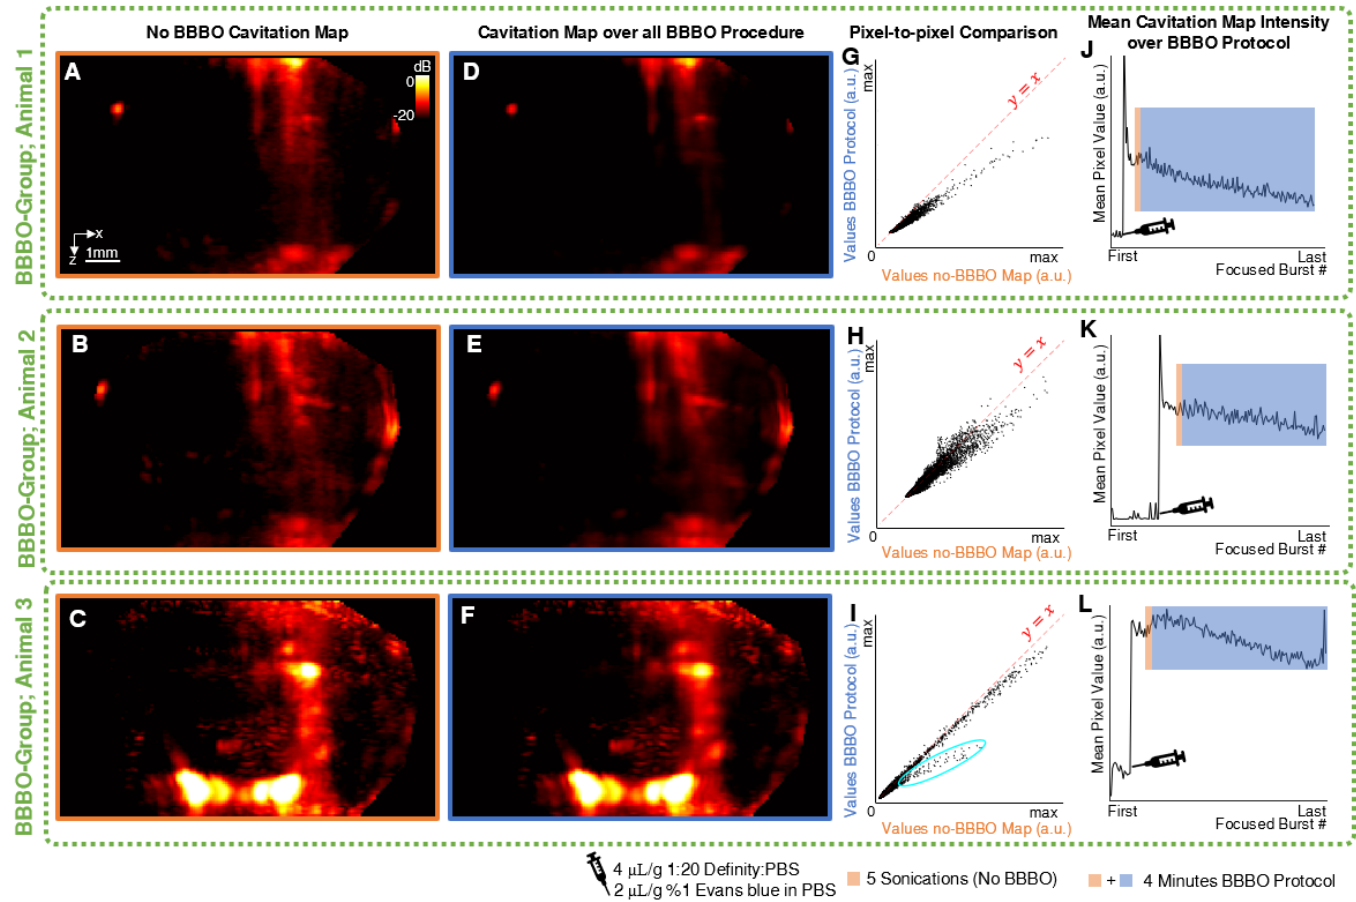 No BBBO Cavitation Map
Cavitation Map over all BBBO Procedure
Pixel-to-pixel Comparison
Mean Cavitation Map Intensity
over BBBO Protocol
BBBO-Group; Animal 1
A
dB
0
-20
x
z
1mm
D
G
Values BBBO Protocol (a.u.)
max
y = x
0
max
Values no-BBBO Map (a.u.)
J
Mean Pixel Value (a.u.)
First
Last
Focused Burst #
BBBO-Group; Animal 2
B
E
H
Values BBBO Protocol (a.u.)
max
y = x
0
max
Values no-BBBO Map (a.u.)
K
Mean Pixel Value (a.u.)
First
Last
Focused Burst #
BBBO-Group; Animal 3
C
F
I
Values BBBO Protocol (a.u.)
max
y = x
0
max
Values no-BBBO Map (a.u.)
L
Mean Pixel Value (a.u.)
First
Last
Focused Burst #
4 μL/g 1:20 Definity:PBS
2 μL/g %1 Evans blue in PBS
5 Sonications (No BBBO)
+ 4 Minutes BBBO Protocol